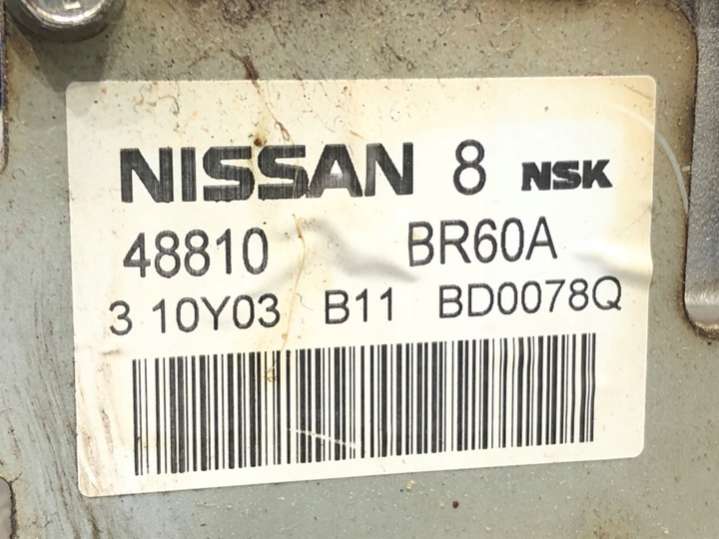 NISSAN 8 NSK
48810 BR60A
3 10Y03 B11 BD0078Q